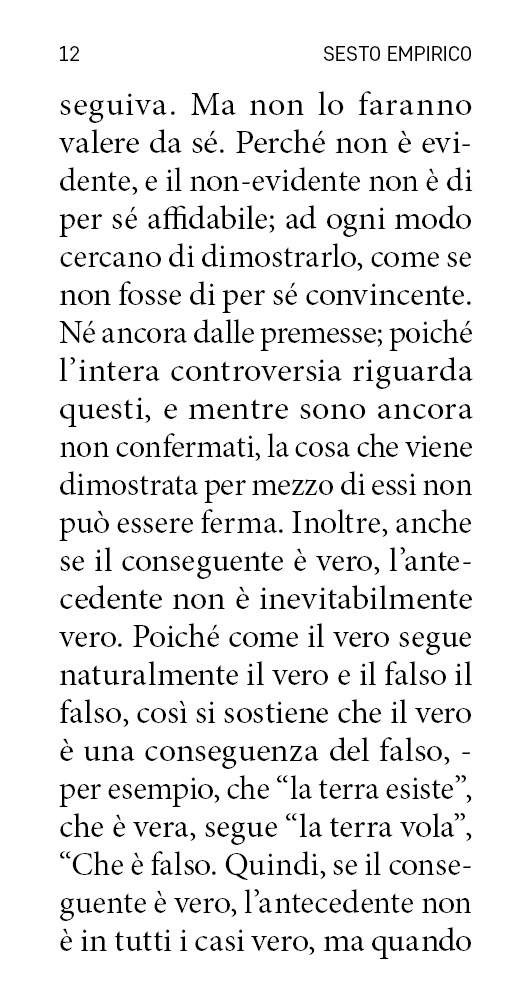 12 SESTO EMPIRICO
seguiva. Ma non lo faranno
valere da sé. Perché non è evi-
dente, e il non-evidente non è di
per sé affidabile; ad ogni modo
cercano di dimostrarlo, come se
non fosse di per sé convincente.
Né ancora dalle premesse; poiché
l’intera controversia riguarda
questi, e mentre sono ancora
non confermati, la cosa che viene
dimostrata per mezzo di essi non
può essere ferma. Inoltre, anche
se il conseguente è vero, l’ante-
cedente non è inevitabilmente
vero. Poiché come il vero segue
naturalmente il vero e il falso il
falso, così si sostiene che il vero
è una conseguenza del falso, -
per esempio, che “la terra esiste”,
che è vera, segue “la terra vola”,
“Che è falso. Quindi, se il conse-
guente è vero, l’antecedente non
è in tutti i casi vero, ma quando